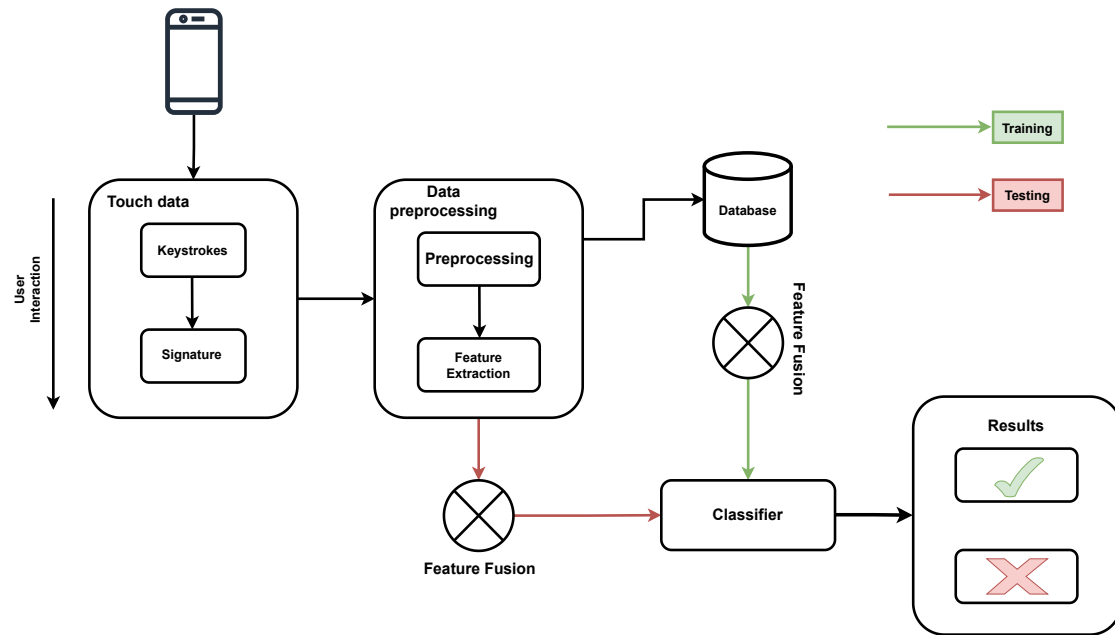 Training
Testing
Touch data
Keystrokes
Signature
User
Interaction
Data
preprocessing
Preprocessing
Feature
Extraction
Database
Feature Fusion
Feature Fusion
Classifier
Results